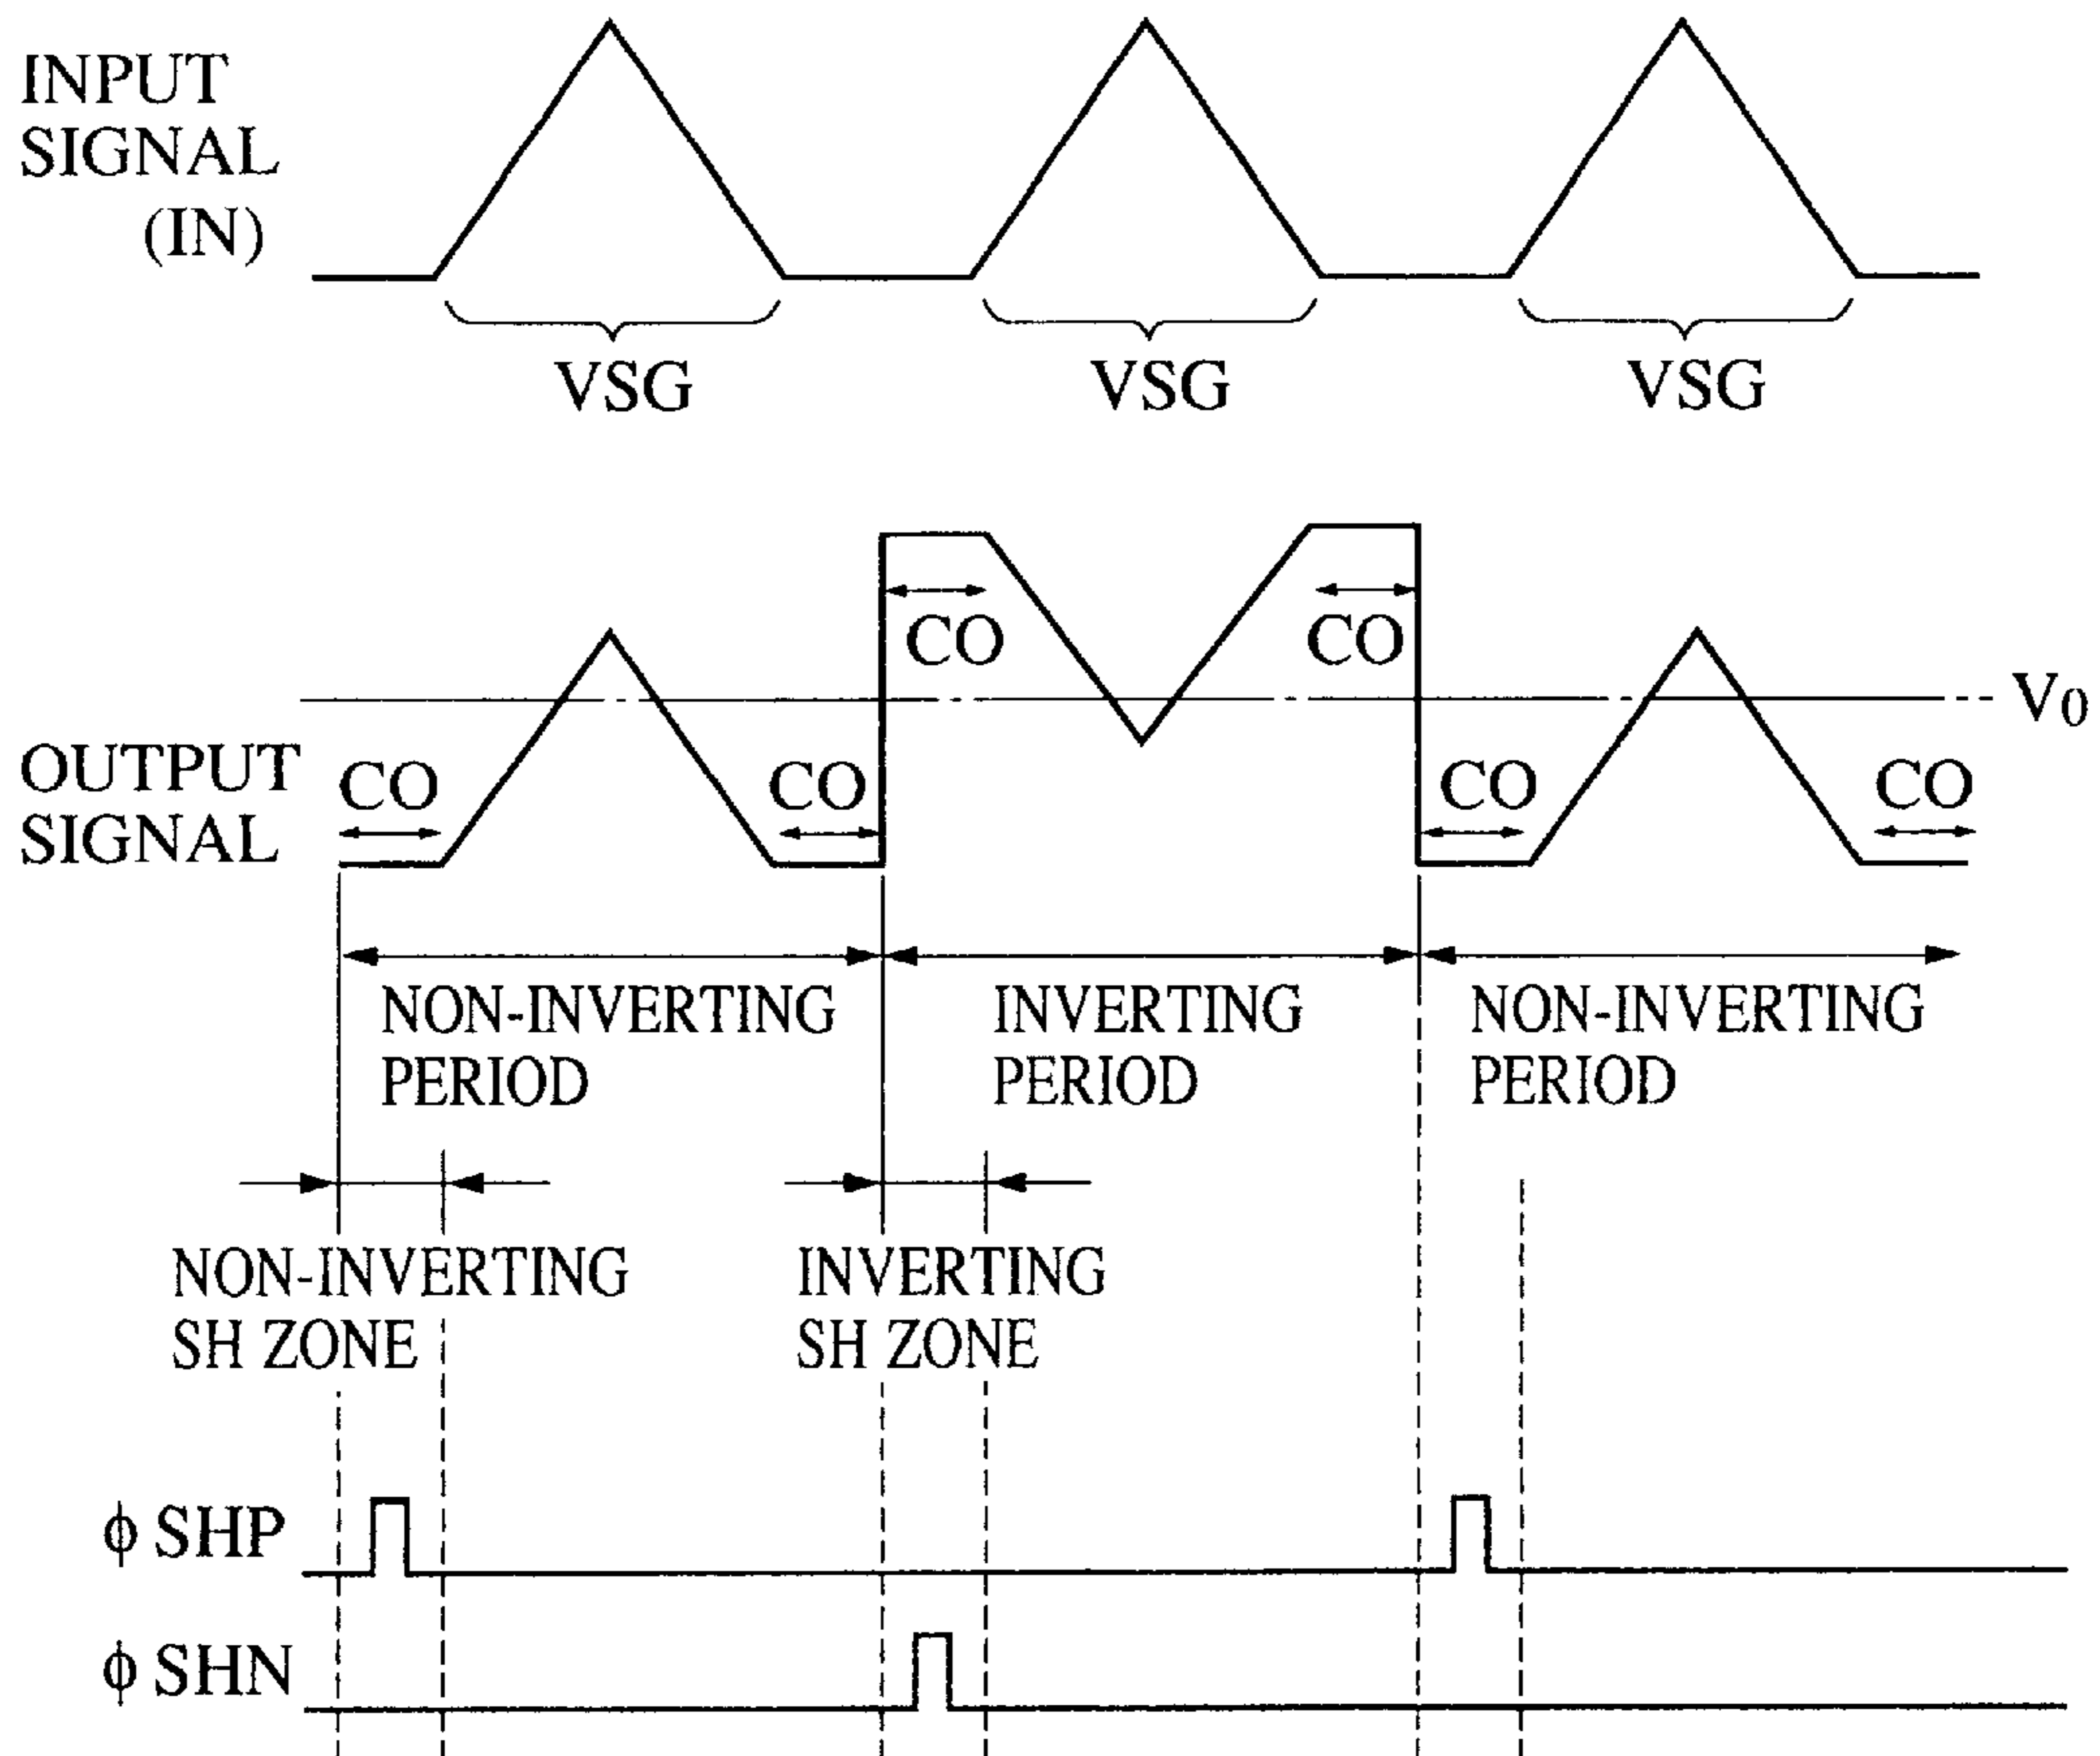 INPUT
SIGNAL
(IN)
VSG
VSG
VSG
CO
CO
V0
OUTPUT
SIGNAL
CO
CO
CO
CO
NON-INVERTING
PERIOD
INVERTING
PERIOD
NON-INVERTING
PERIOD
NON-INVERTING
SH ZONE
INVERTING
SH ZONE
ϕ SHP
ϕ SHN